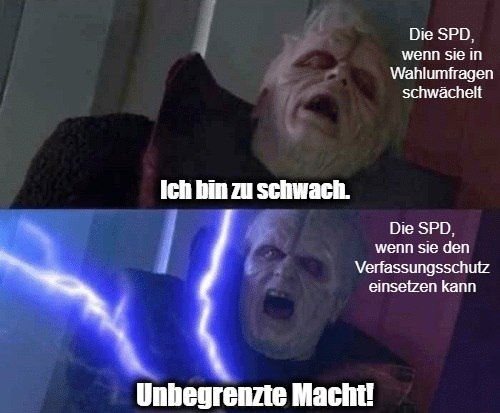 Die SPD,
wenn sie in
Wahlumfragen
schwächelt
Ich bin zu schwach.
Die SPD,
wenn sie den
Verfassungsschutz
einsetzen kann
Unbegrenzte Macht!